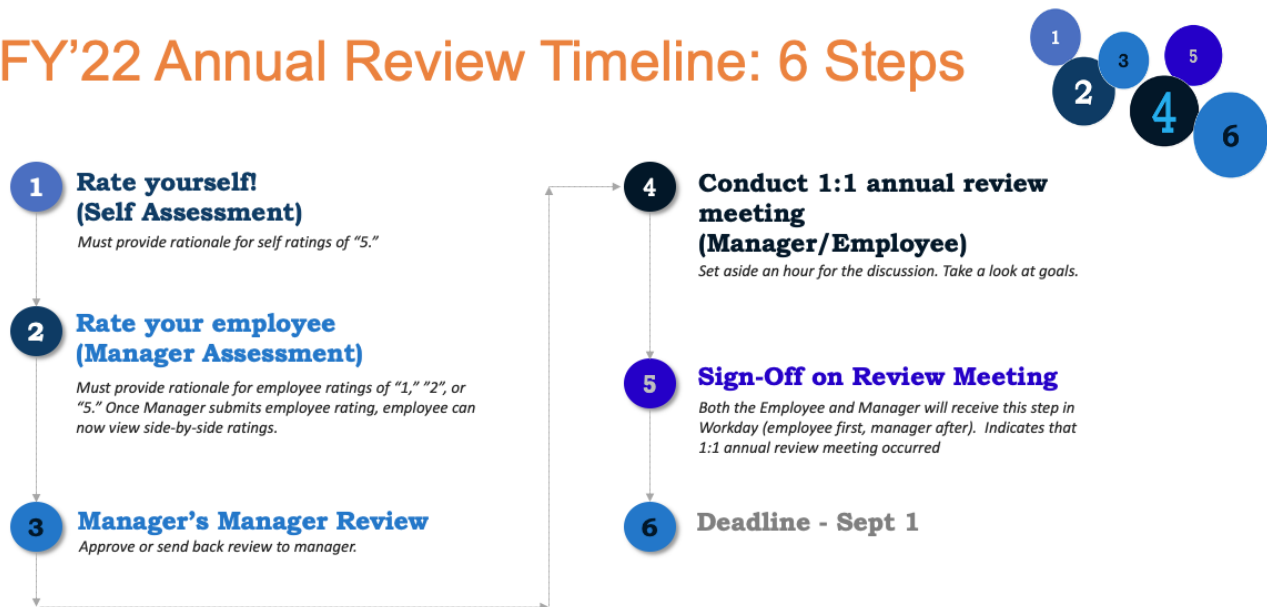 FY’22 Annual Review Timeline: 6 Steps
1
2
3
4
5
6
1
Rate yourself!
(Self Assessment)
Must provide rationale for self ratings of “5.”
2
Rate your employee
(Manager Assessment)
Must provide rationale for employee ratings of “1,” ”2”, or
“5.” Once Manager submits employee rating, employee can
now view side-by-side ratings.
3
Manager’s Manager Review
Approve or send back review to manager.
4
Conduct 1:1 annual review
meeting
(Manager/Employee)
Set aside an hour for the discussion. Take a look at goals.
5
Sign-Off on Review Meeting
Both the Employee and Manager will receive this step in
Workday (employee first, manager after).  Indicates that
1:1 annual review meeting occurred
6
Deadline - Sept 1